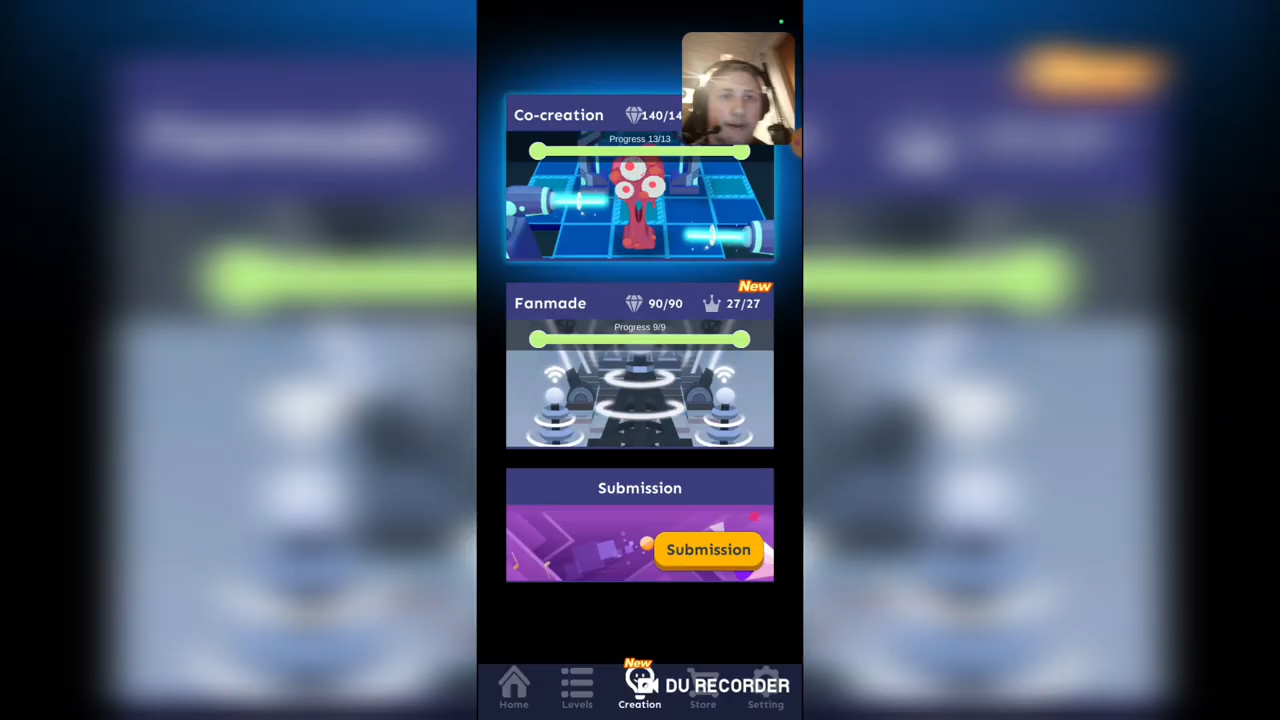 Co-creation 140/14
Progress 13/13
New
Fanmade 90/90 27/27
Progress 9/9
Submission
Submission
New
DU RECORDER
Home Levels Creation Store Setting